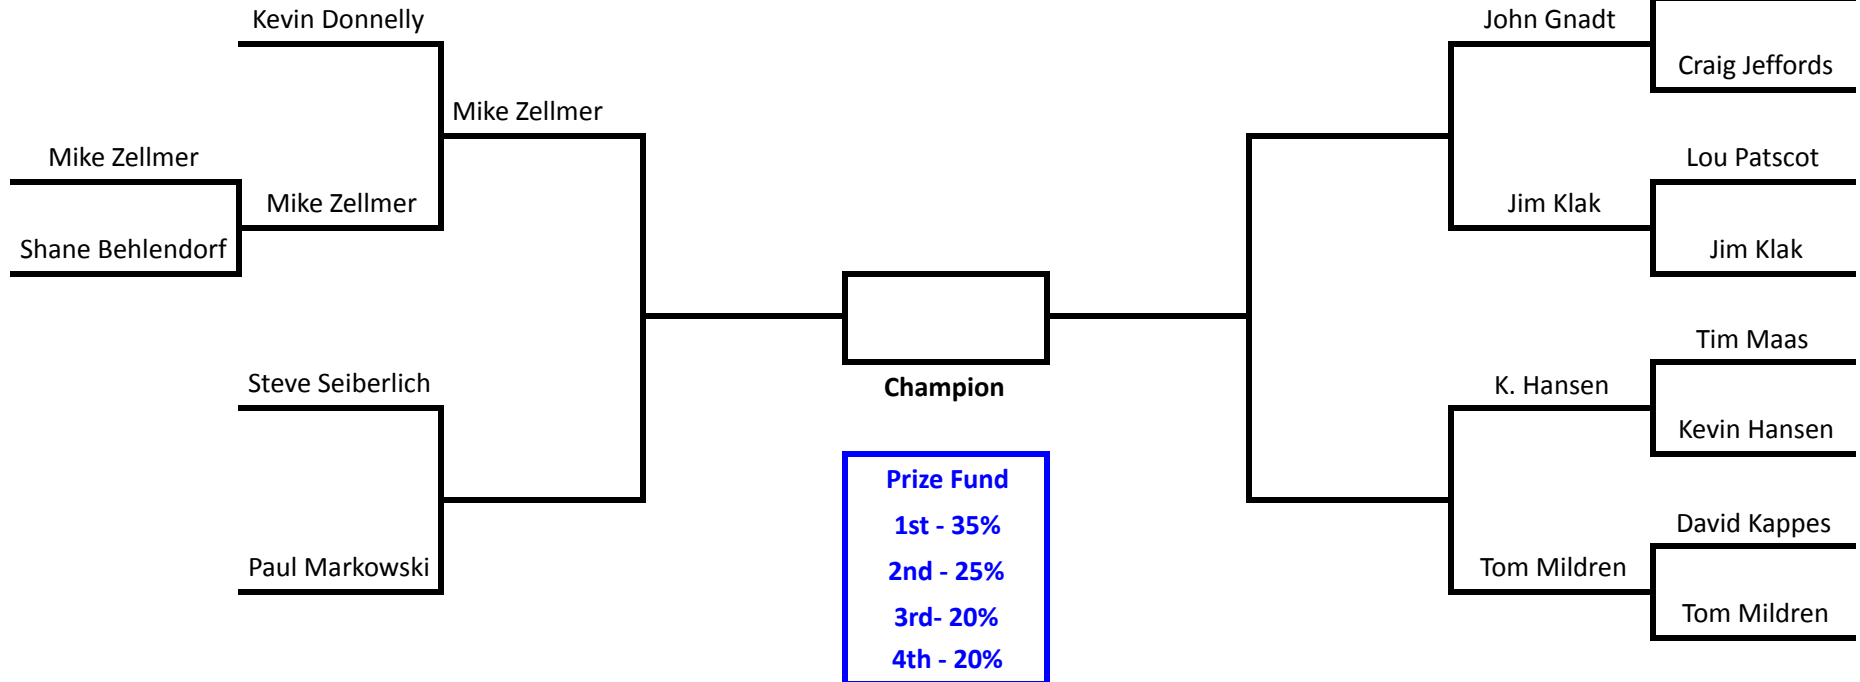 Kevin Donnelly
Mike Zellmer
Mike Zellmer
Mike Zellmer
Shane Behlendorf
Steve Seiberlich
Paul Markowski
Champion
Prize Fund
1st - 35%
2nd - 25%
3rd- 20%
4th - 20%
John Gnadt
Craig Jeffords
Lou Patscot
Jim Klak
Jim Klak
Tim Maas
K. Hansen
Kevin Hansen
David Kappes
Tom Mildren
Tom Mildren